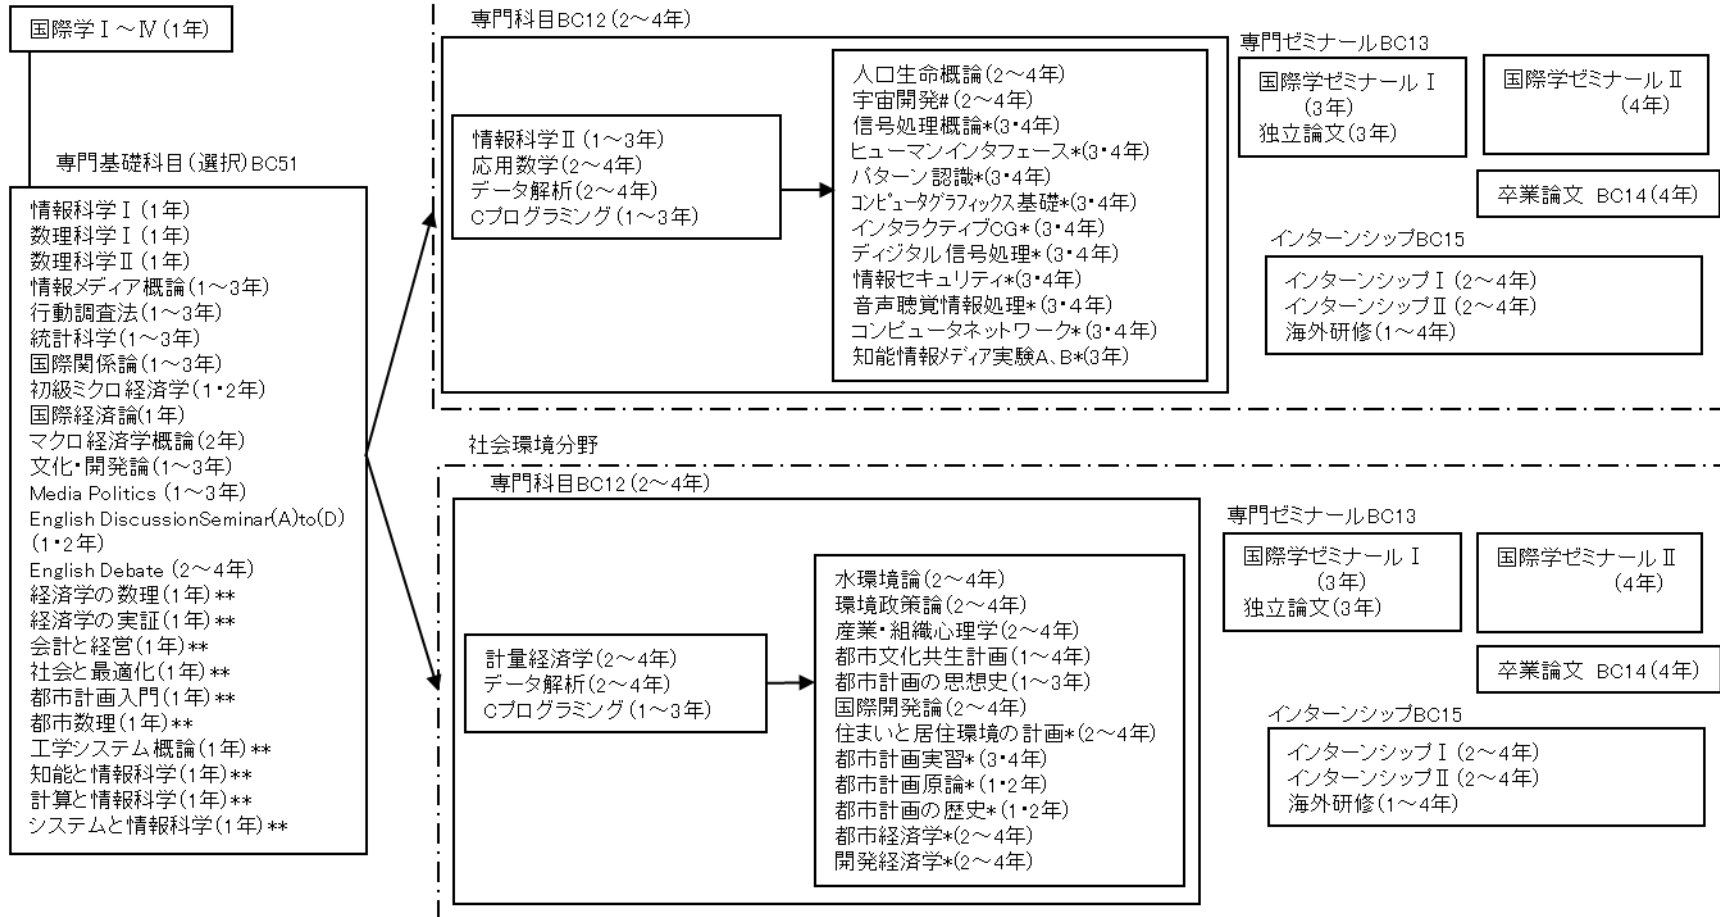 国際学Ⅰ～Ⅳ(1年)
専門基礎科目(選択)BC51
情報科学Ⅰ(1年)
数理科学Ⅰ(1年)
数理科学Ⅱ(1年)
情報メディア概論(1～3年)
行動調査法(1～3年)
統計科学(1～3年)
国際関係論(1～3年)
初級ミクロ経済学(1・2年)
国際経済論(1年)
マクロ経済学概論(2年)
文化・開発論(1～3年)
Media Politics (1～3年)
English DiscussionSeminar(A)to(D)
(1・2年)
English Debate (2～4年)
経済学の数理(1年)**
経済学の実証(1年)**
会計と経営(1年)**
社会と最適化(1年)**
都市計画入門(1年)**
都市数理(1年)**
工学システム概論(1年)**
知能と情報科学(1年)**
計算と情報科学(1年)**
システムと情報科学(1年)**
専門科目BC12(2～4年)
情報科学Ⅱ(1～3年)
応用数学(2～4年)
データ解析(2～4年)
Cプログラミング(1～3年)
人口生命概論(2～4年)
宇宙開発#(2～4年)
信号処理概論*(3・4年)
ヒューマンインタフェース*(3・4年)
パターン認識*(3・4年)
コンピュータグラフィックス基礎*(3・4年)
インタラクティブCG*(3・4年)
ディジタル信号処理*(3・4年)
情報セキュリティ*(3・4年)
音声聴覚情報処理*(3・4年)
コンピュータネットワーク*(3・4年)
知能情報メディア実験A、B*(3年)
専門ゼミナールBC13
国際学ゼミナールⅠ
(3年)
独立論文(3年)
国際学ゼミナールⅡ
(4年)
卒業論文 BC14(4年)
インターンシップBC15
インターンシップⅠ(2～4年)
インターンシップⅡ(2～4年)
海外研修(1～4年)
社会環境分野
専門科目BC12(2～4年)
計量経済学(2～4年)
データ解析(2～4年)
Cプログラミング(1～3年)
水環境論(2～4年)
環境政策論(2～4年)
産業・組織心理学(2～4年)
都市文化共生計画(1～4年)
都市計画の思想史(1～3年)
国際開発論(2～4年)
住まいと居住環境の計画*(2～4年)
都市計画実習*(3・4年)
都市計画原論*(1・2年)
都市計画の歴史*(1・2年)
都市経済学*(2～4年)
開発経済学*(2～4年)
専門ゼミナールBC13
国際学ゼミナールⅠ
(3年)
独立論文(3年)
国際学ゼミナールⅡ
(4年)
卒業論文 BC14(4年)
インターンシップBC15
インターンシップⅠ(2～4年)
インターンシップⅡ(2～4年)
海外研修(1～4年)